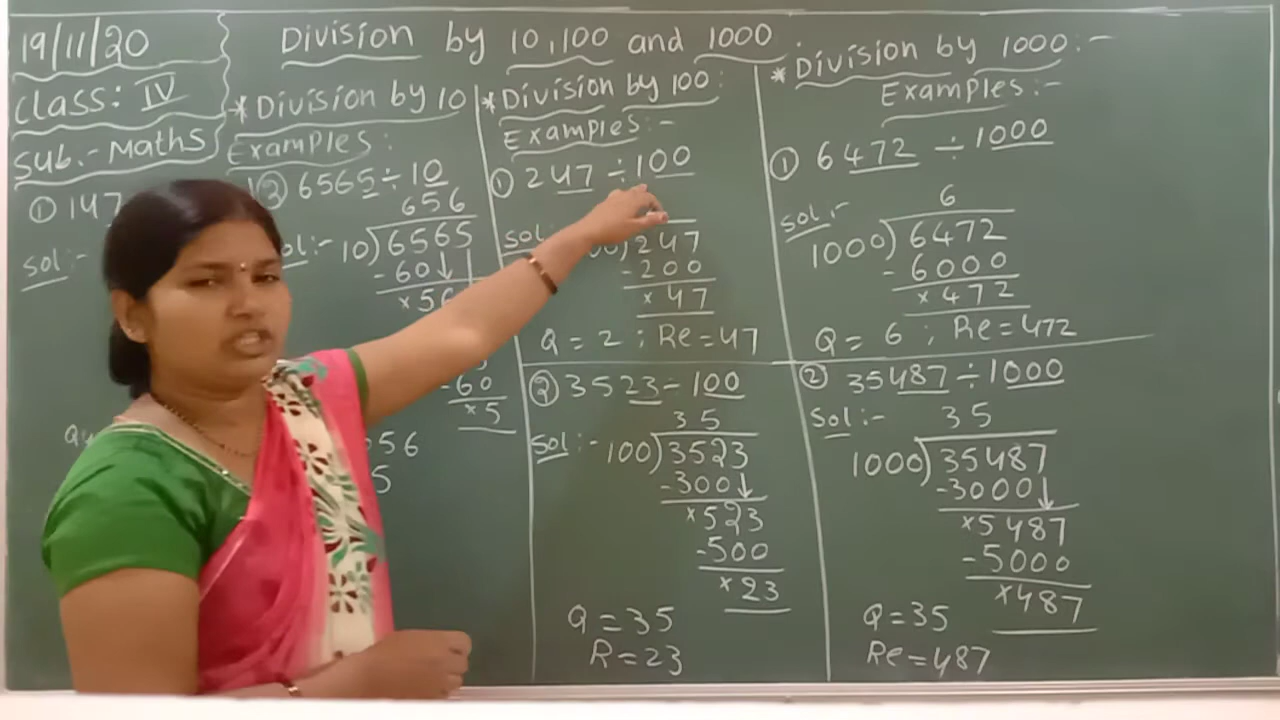 19/11/20
Class: IV
Sub.- Maths
Division by 10,100 and 1000
* Division by 10
Examples:
① 147
Sol:-
② 6565÷10
656
Sol:- 10)6565
-60
×56
-60
×5
56
5
* Division by 100:
Examples:-
① 247÷100
Sol: 00)247
-200
×47
Q = 2 ; Re = 47
② 3523÷100
35
Sol:- 100)3523
-300
×523
-500
×23
Q = 35
R = 23
* Division by 1000:-
Examples:-
① 6472 ÷ 1000
6
Sol:- 1000)6472
-6000
×472
Q = 6 ; Re = 472
② 35487÷1000
Sol:- 35
1000)35487
-3000
×5487
-5000
×487
Q = 35
Re = 487